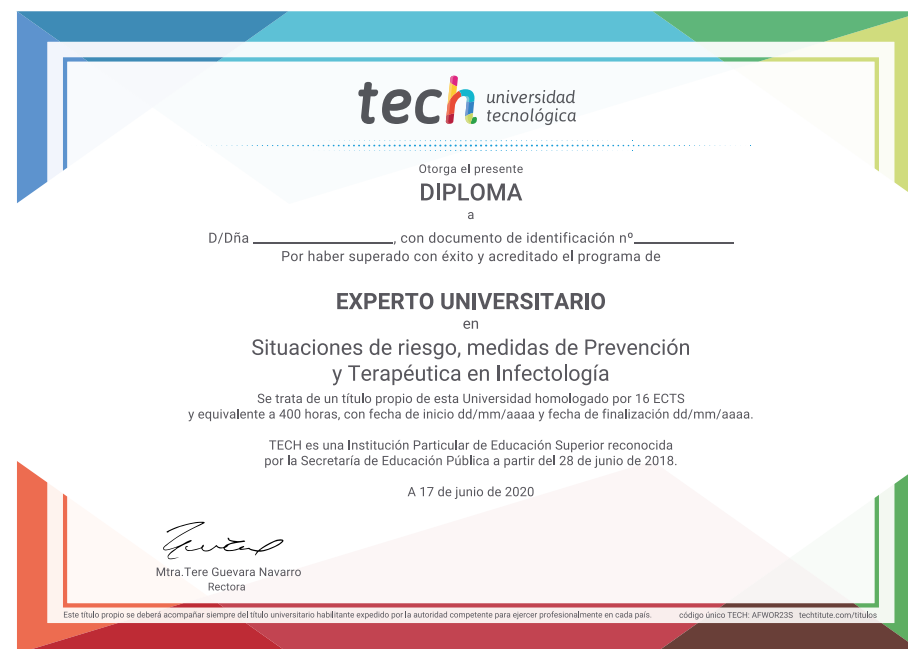 tech universidad
tecnológica
Otorga el presente
DIPLOMA
a
D/Dña ________________, con documento de identificación nº____________
Por haber superado con éxito y acreditado el programa de
EXPERTO UNIVERSITARIO
en
Situaciones de riesgo, medidas de Prevención
y Terapéutica en Infectología
Se trata de un título propio de esta Universidad homologado por 16 ECTS
y equivalente a 400 horas, con fecha de inicio dd/mm/aaaa y fecha de finalización dd/mm/aaaa.
TECH es una Institución Particular de Educación Superior reconocida
por la Secretaría de Educación Pública a partir del 28 de junio de 2018.
A 17 de junio de 2020
Mtra.Tere Guevara Navarro
Rectora
Este título propio se deberá acompañar siempre del título universitario habilitante expedido por la autoridad competente para ejercer profesionalmente en cada país. código único TECH: AFWOR23S techtitute.com/titulos